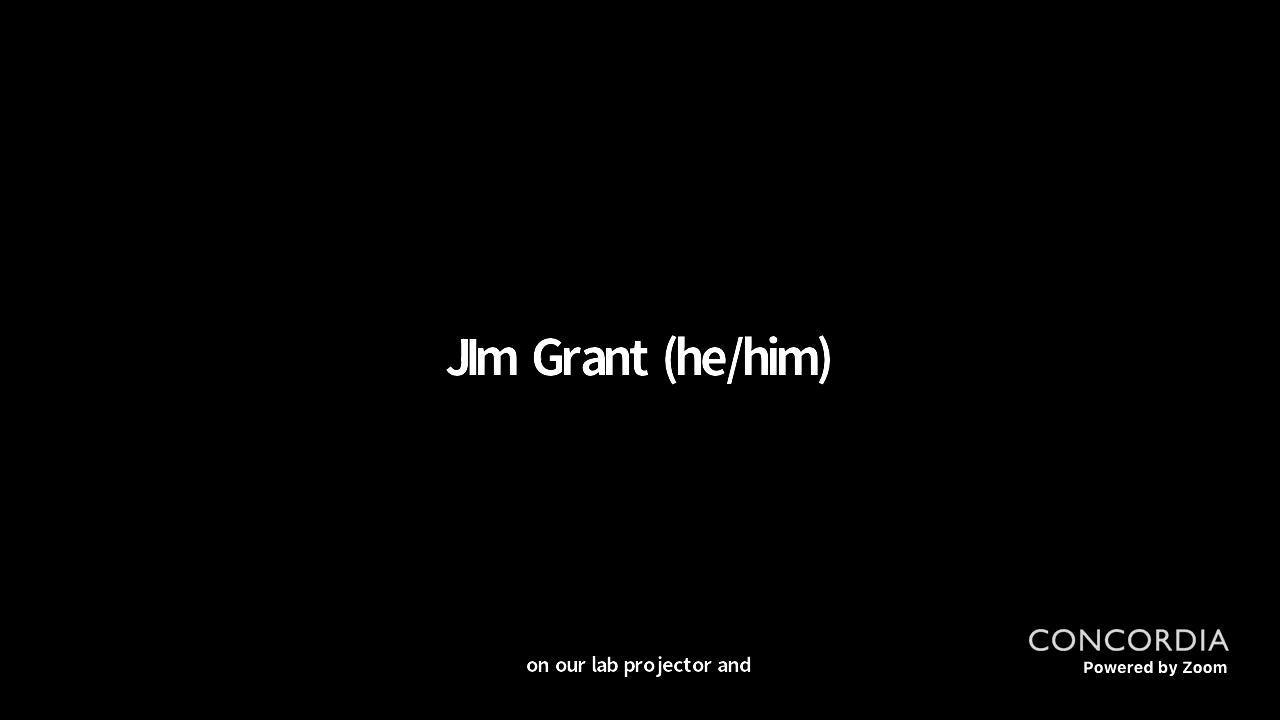 JIm Grant (he/him)
on our lab projector and
CONCORDIA
Powered by Zoom